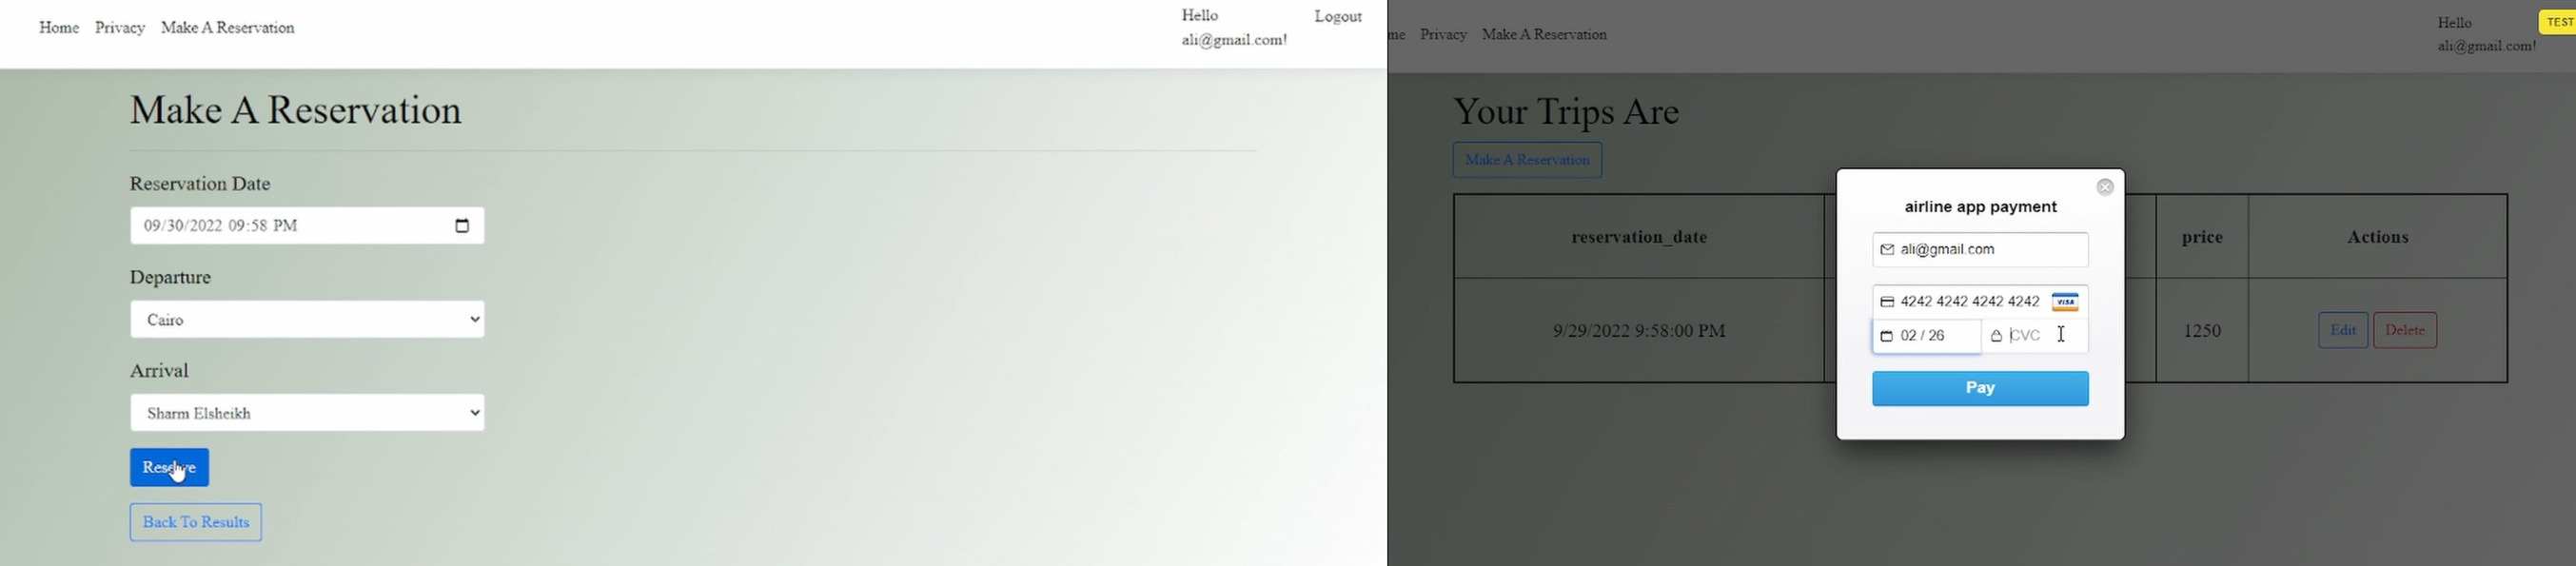 Home Privacy Make A Reservation
Hello
ali@gmail.com!
Logout
Make A Reservation
Reservation Date
09/30/2022 09:58 PM
Departure
Cairo
Arrival
Sharm Elsheikh
Reserve
Back To Results
me Privacy Make A Reservation
Hello
ali@gmail.com!
TEST
Your Trips Are
Make A Reservation
reservation_date price Actions
9/29/2022 9:58:00 PM 1250 Edit Delete
airline app payment
ali@gmail.com
4242 4242 4242 4242 VISA
02 / 26 CVC
Pay